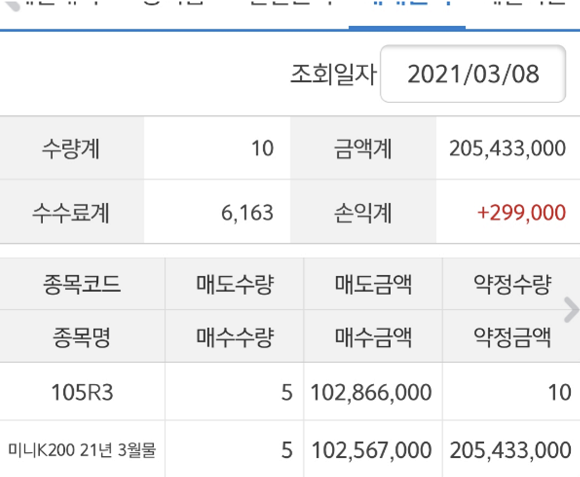 조회일자 2021/03/08
수량계 10 금액계 205,433,000
수수료계 6,163 손익계 +299,000
종목코드 매도수량 매도금액 약정수량
종목명 매수수량 매수금액 약정금액
105R3 5 102,866,000 10
미니K200 21년 3월물 5 102,567,000 205,433,000